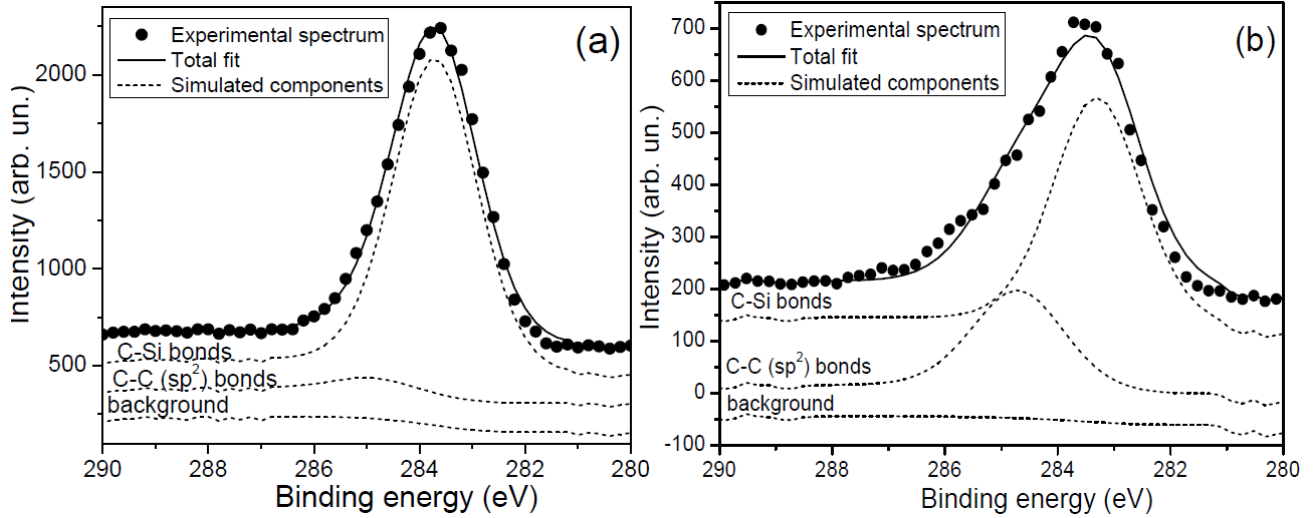 Experimental spectrum
Total fit
Simulated components
(a)
2000
1500
1000
500
Intensity (arb. un.)
C-Si bonds
C-C (sp²) bonds
background
290 288 286 284 282 280
Binding energy (eV)
Experimental spectrum
Total fit
Simulated components
(b)
700
600
500
400
300
200
100
0
-100
Intensity (arb. un.)
C-Si bonds
C-C (sp²) bonds
background
290 288 286 284 282 280
Binding energy (eV)